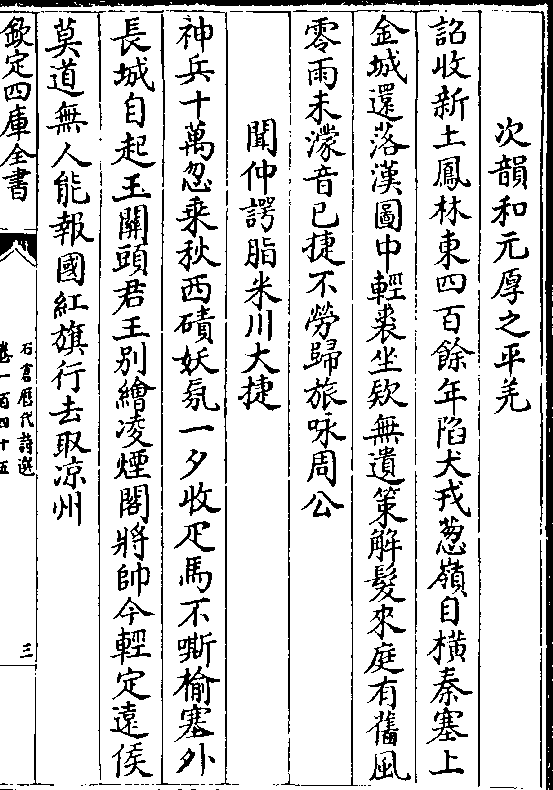 次韻和元厚之平羌
詔收新土鳳林東四百餘年陷犬戎葱嶺自橫秦塞上
金城還落漢圖中輕裘坐欵無遺策解髮來庭有舊風
零雨未濛音已捷不勞歸旅咏周公
聞仲諤脂米川大捷
神兵十萬忽乘秋西磧妖氛一夕收疋馬不嘶榆塞外
長城自起玉關頭君王別繪凌煙閣將帥今輕定遠侯
莫道無人能報國紅旗行去取凉州
欽定四庫全書
石倉歷代詩選
卷一百四十五
三